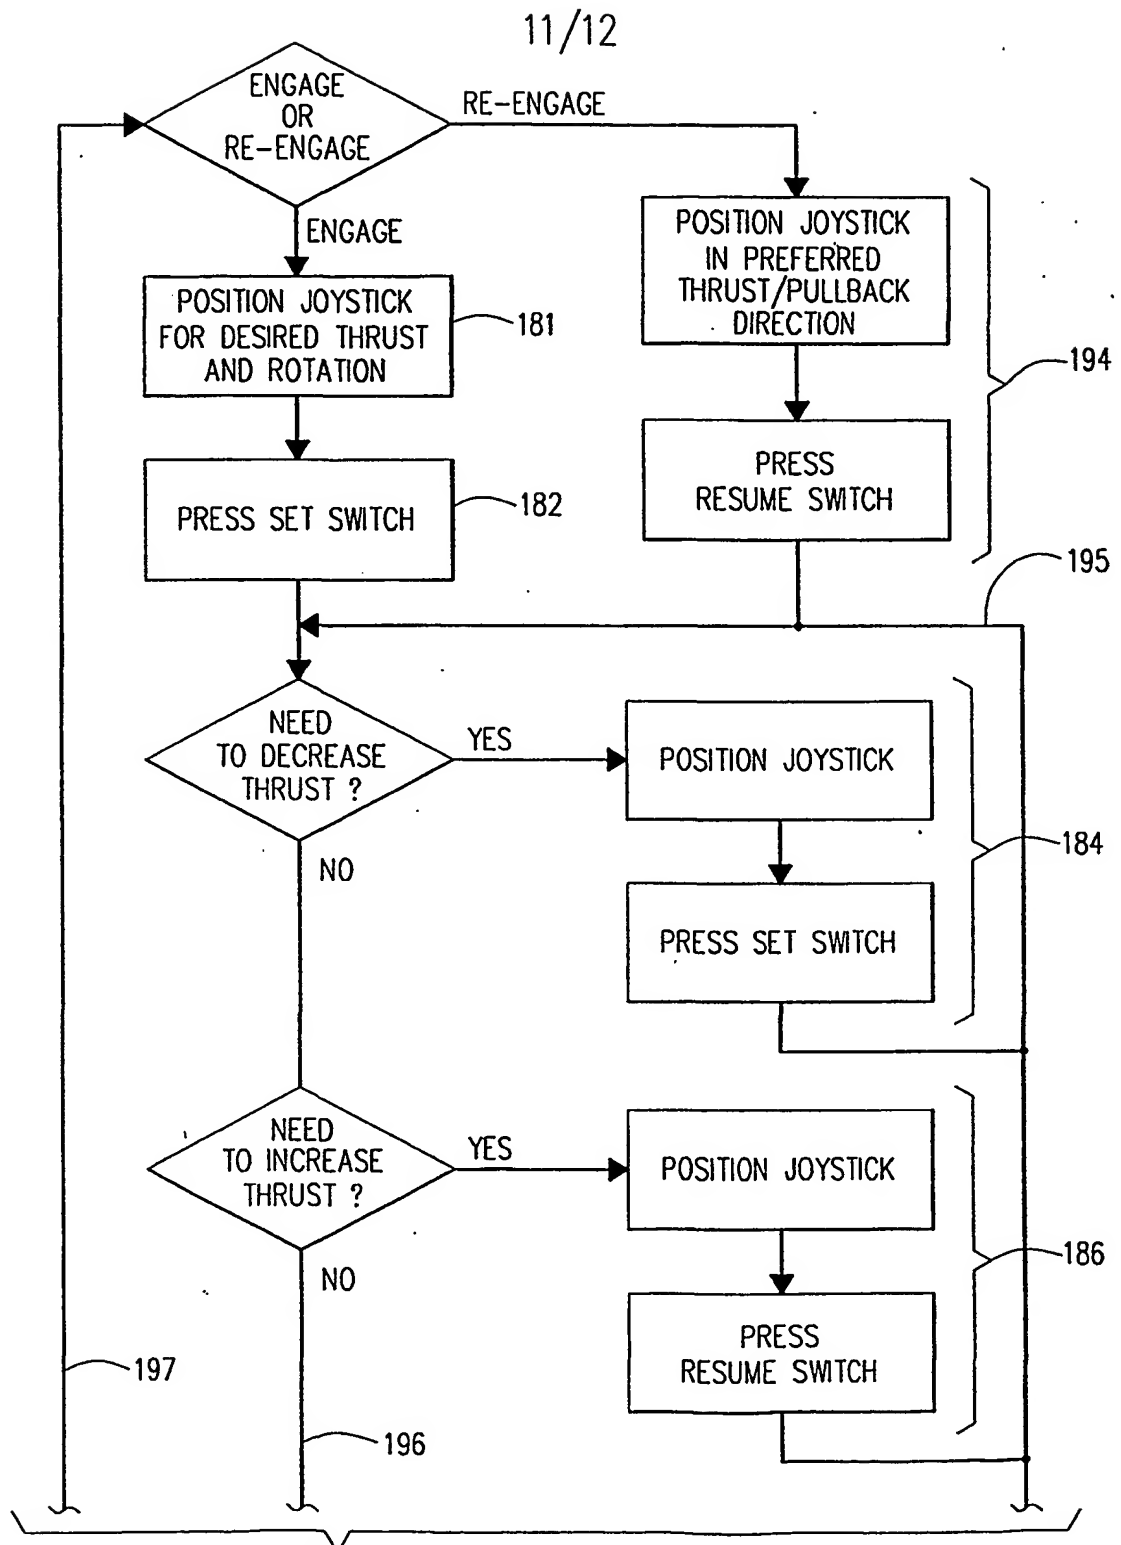 11/12
ENGAGE
OR
RE-ENGAGE
RE-ENGAGE
ENGAGE
POSITION JOYSTICK
FOR DESIRED THRUST
AND ROTATION
181
POSITION JOYSTICK
IN PREFERRED
THRUST/PULLBACK
DIRECTION
194
PRESS SET SWITCH
182
PRESS
RESUME SWITCH
195
NEED
TO DECREASE
THRUST ?
YES
POSITION JOYSTICK
184
NO
PRESS SET SWITCH
NEED
TO INCREASE
THRUST ?
YES
POSITION JOYSTICK
186
NO
PRESS
RESUME SWITCH
197
196